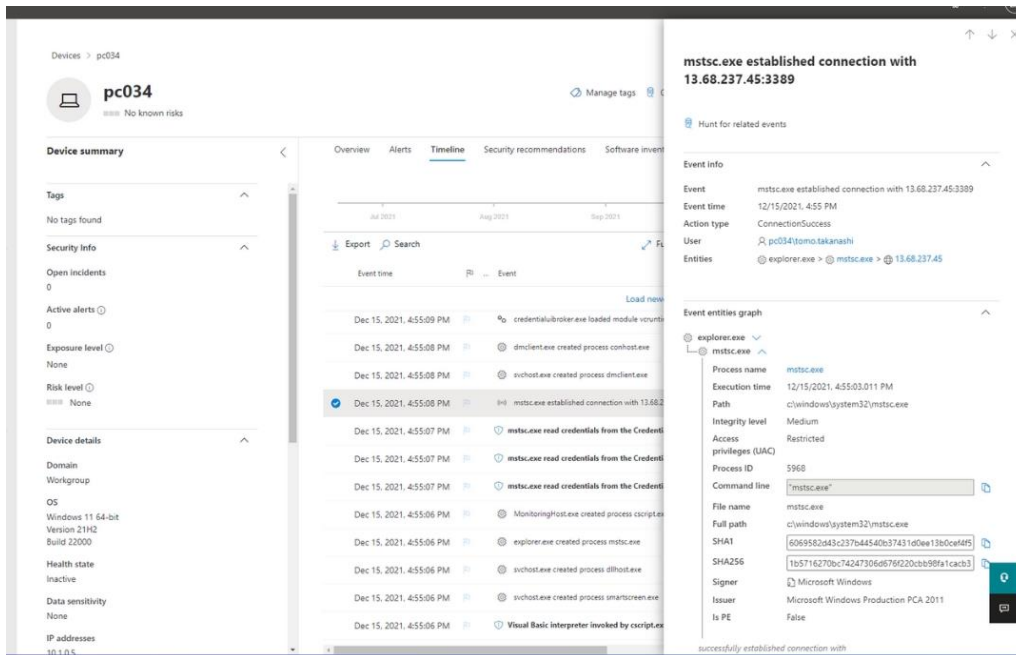 Devices > pc034
pc034
No known risks
Manage tags
Device summary
Tags
No tags found
Security Info
Open incidents
0
Active alerts
0
Exposure level
None
Risk level
None
Device details
Domain
Workgroup
OS
Windows 11 64-bit
Version 21H2
Build 22000
Health state
Inactive
Data sensitivity
None
IP addresses
10.1.0.5
Overview Alerts Timeline Security recommendations Software inven
Jul 2021 Aug 2021 Sep 2021
Export Search Fu
Event time Event
Load new
Dec 15, 2021, 4:55:09 PM credentialuibroker.exe loaded module vcrunti
Dec 15, 2021, 4:55:08 PM dmclient.exe created process conhost.exe
Dec 15, 2021, 4:55:08 PM svchost.exe created process dmclient.exe
Dec 15, 2021, 4:55:08 PM mstsc.exe established connection with 13.68.2
Dec 15, 2021, 4:55:07 PM mstsc.exe read credentials from the Credenti
Dec 15, 2021, 4:55:07 PM mstsc.exe read credentials from the Credenti
Dec 15, 2021, 4:55:07 PM mstsc.exe read credentials from the Credenti
Dec 15, 2021, 4:55:06 PM MonitoringHost.exe created process cscript.ex
Dec 15, 2021, 4:55:06 PM explorer.exe created process mstsc.exe
Dec 15, 2021, 4:55:06 PM svchost.exe created process dllhost.exe
Dec 15, 2021, 4:55:06 PM svchost.exe created process smartscreen.exe
Dec 15, 2021, 4:55:06 PM Visual Basic interpreter invoked by cscript.ex
mstsc.exe established connection with
13.68.237.45:3389
Hunt for related events
Event info
Event mstsc.exe established connection with 13.68.237.45:3389
Event time 12/15/2021, 4:55 PM
Action type ConnectionSuccess
User pc034\tomo.takanashi
Entities explorer.exe > mstsc.exe > 13.68.237.45
Event entities graph
explorer.exe
mstsc.exe
Process name mstsc.exe
Execution time 12/15/2021, 4:55:03.011 PM
Path c:\windows\system32\mstsc.exe
Integrity level Medium
Access privileges (UAC) Restricted
Process ID 5968
Command line "mstsc.exe"
File name mstsc.exe
Full path c:\windows\system32\mstsc.exe
SHA1 6069582d43c237b44540b37431d0ee13b0cef4f5
SHA256 1b5716270bc74247306d676f220cbb98fa1cacb3
Signer Microsoft Windows
Issuer Microsoft Windows Production PCA 2011
Is PE False
successfully established connection with